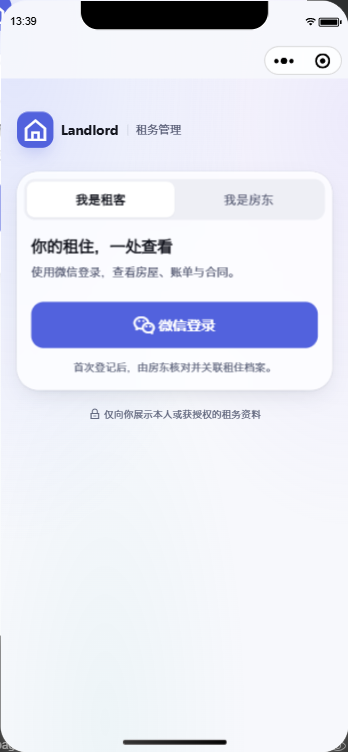 13:39
Landlord 租务管理
我是租客 我是房东
你的租住，一处查看
使用微信登录，查看房屋、账单与合同。
微信登录
首次登记后，由房东核对并关联租住档案。
仅向你展示本人或获授权的租务资料